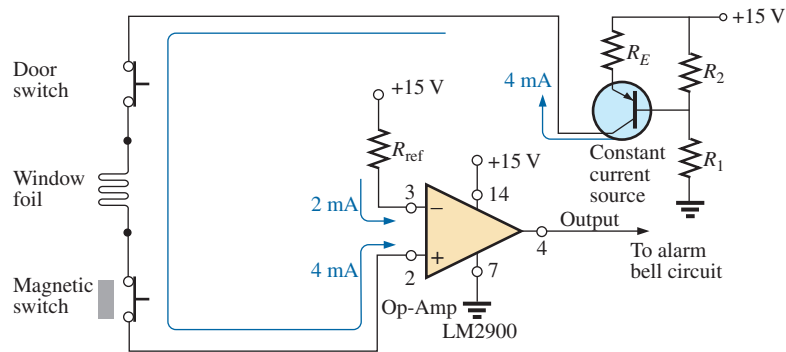 +15 V
R_E
R_2
Door
switch
4 mA
+15 V
Constant
current
source
R_1
R_ref
+15 V
Window
foil
2 mA
3
−
14
Output
4
To alarm
bell circuit
4 mA
+
2
7
Magnetic
switch
Op-Amp
LM2900